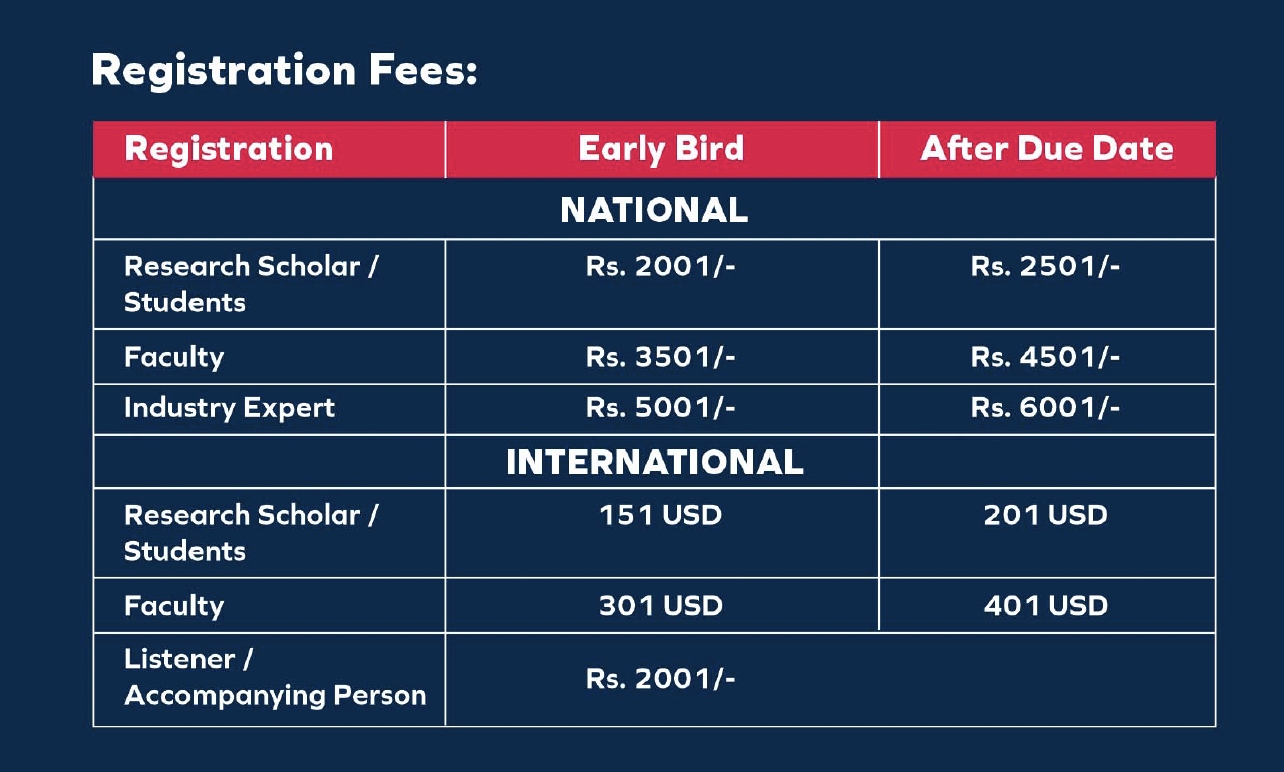 Registration Fees:
Registration Early Bird After Due Date
NATIONAL
Research Scholar / Rs. 2001/- Rs. 2501/-
Students
Faculty Rs. 3501/- Rs. 4501/-
Industry Expert Rs. 5001/- Rs. 6001/-
INTERNATIONAL
Research Scholar / 151 USD 201 USD
Students
Faculty 301 USD 401 USD
Listener /
Accompanying Person Rs. 2001/-